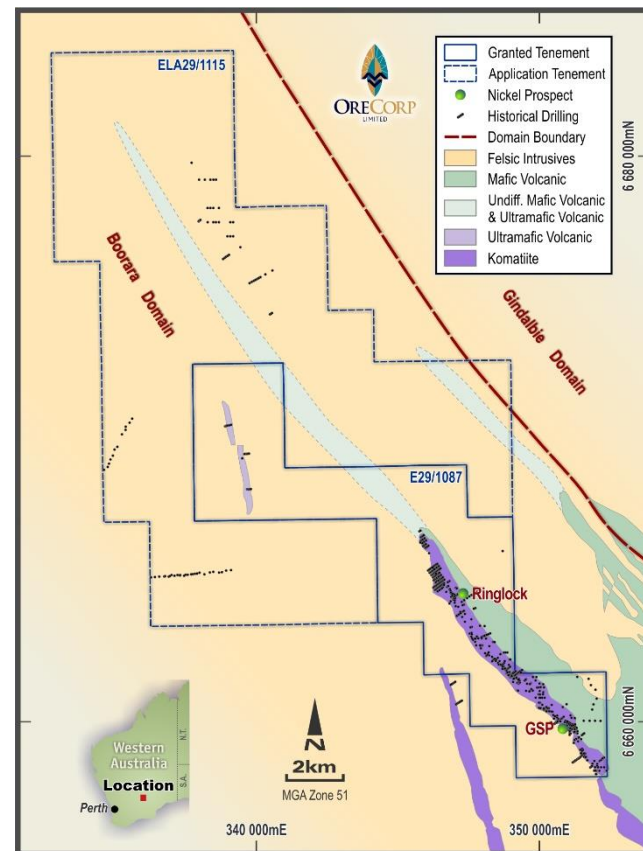 ELA29/1115
ORECORP
LIMITED
Granted Tenement
Application Tenement
Nickel Prospect
Historical Drilling
Domain Boundary
Felsic Intrusives
Mafic Volcanic
Undiff. Mafic Volcanic
& Ultramafic Volcanic
Ultramafic Volcanic
Komatiite
6 680 000mN
Boorara
Domain
Gindalbie
Domain
E29/1087
Ringlock
GSP
6 660 000mN
Western
Australia
Location
Perth
N.T.
S.A.
N
2km
MGA Zone 51
340 000mE
350 000mE